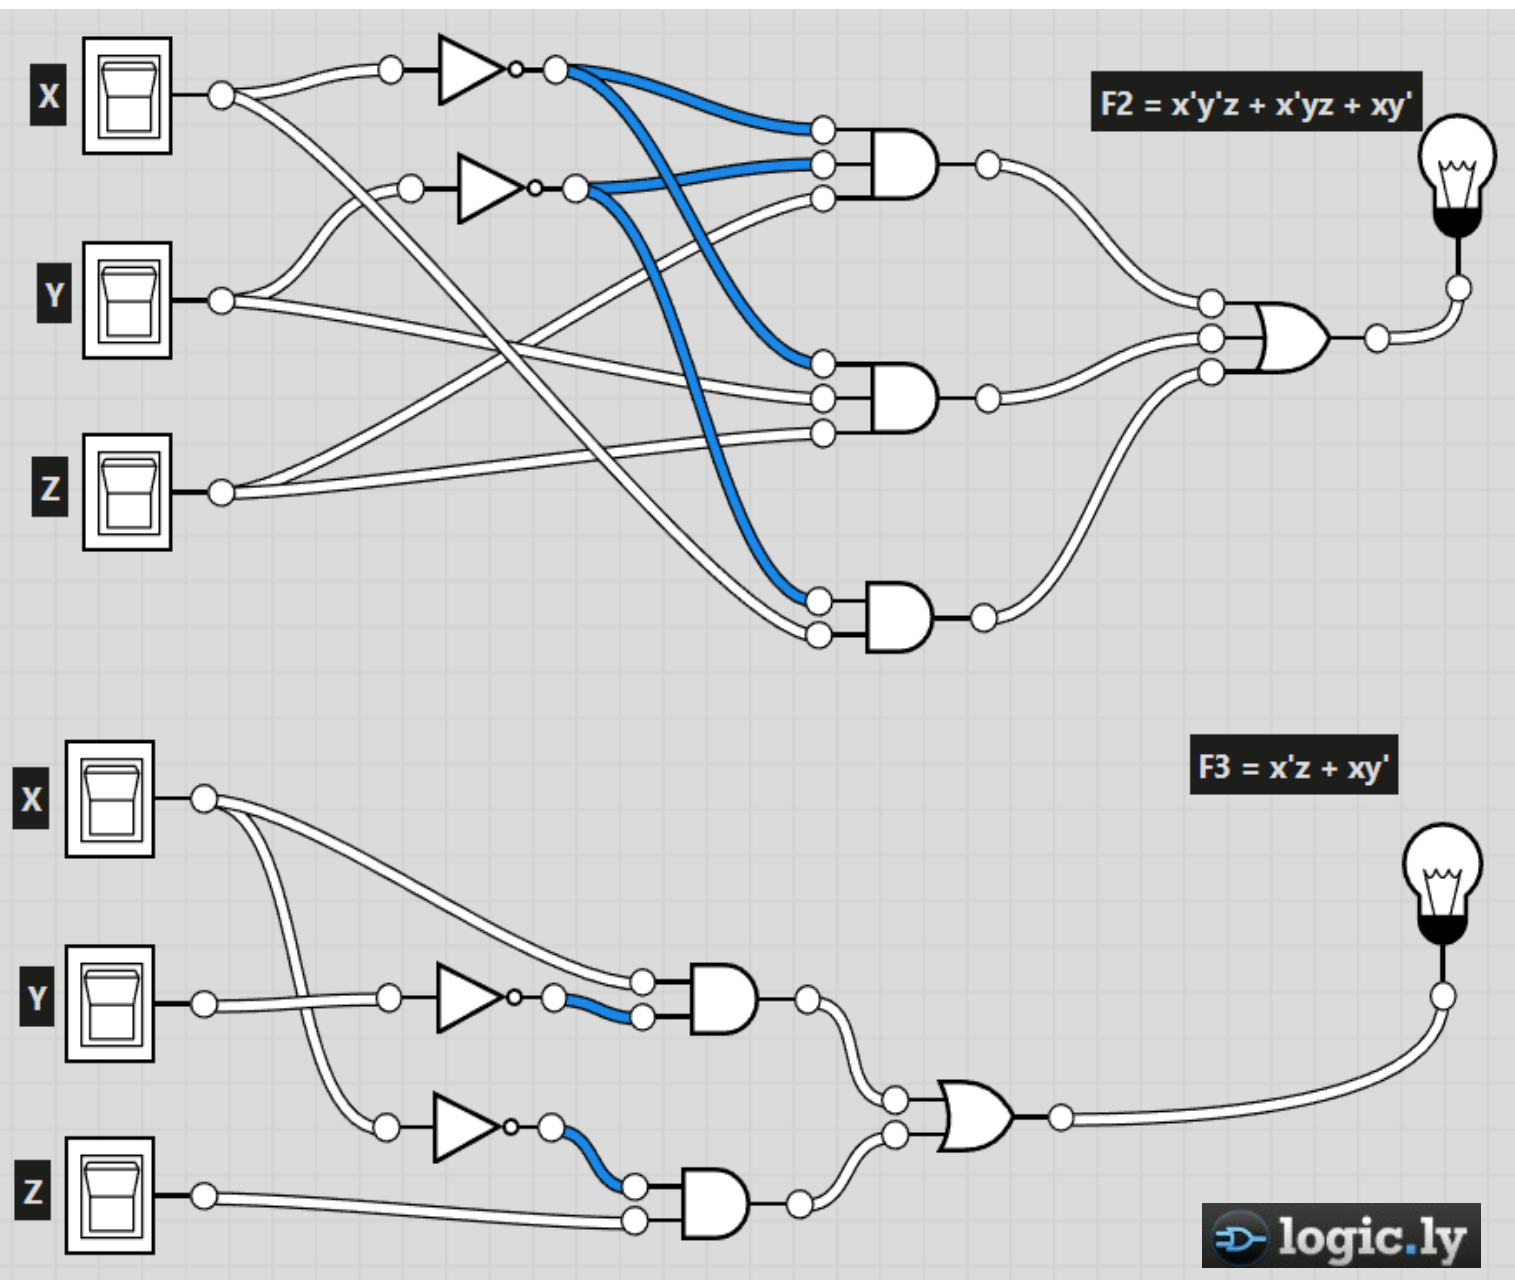 X
F2 = x'y'z + x'yz + xy'
Y
Z
F3 = x'z + xy'
X
Y
Z
logic.ly